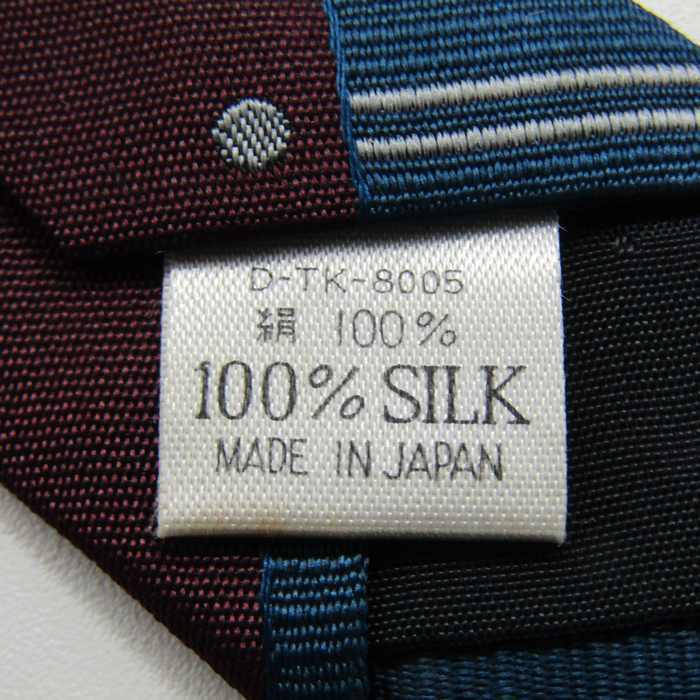 D-TK-8005
絹 100%
100% SILK
MADE IN JAPAN